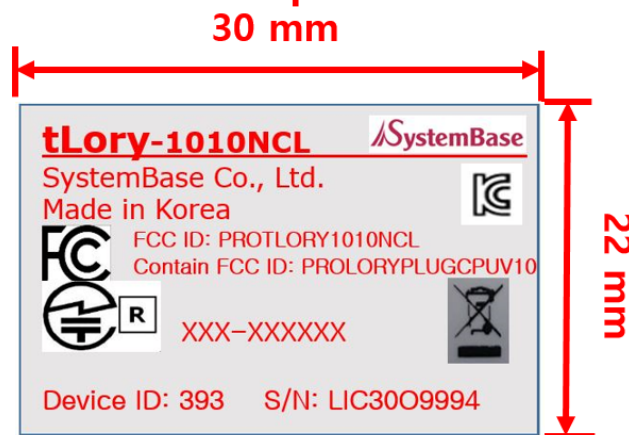 30 mm
tLory-1010NCL
SystemBase
SystemBase Co., Ltd.
Made in Korea
FCC ID: PROTLORY1010NCL
Contain FCC ID: PROLORYPLUGCPUV10
R
XXX-XXXXXX
Device ID: 393 S/N: LIC30O9994
22 mm